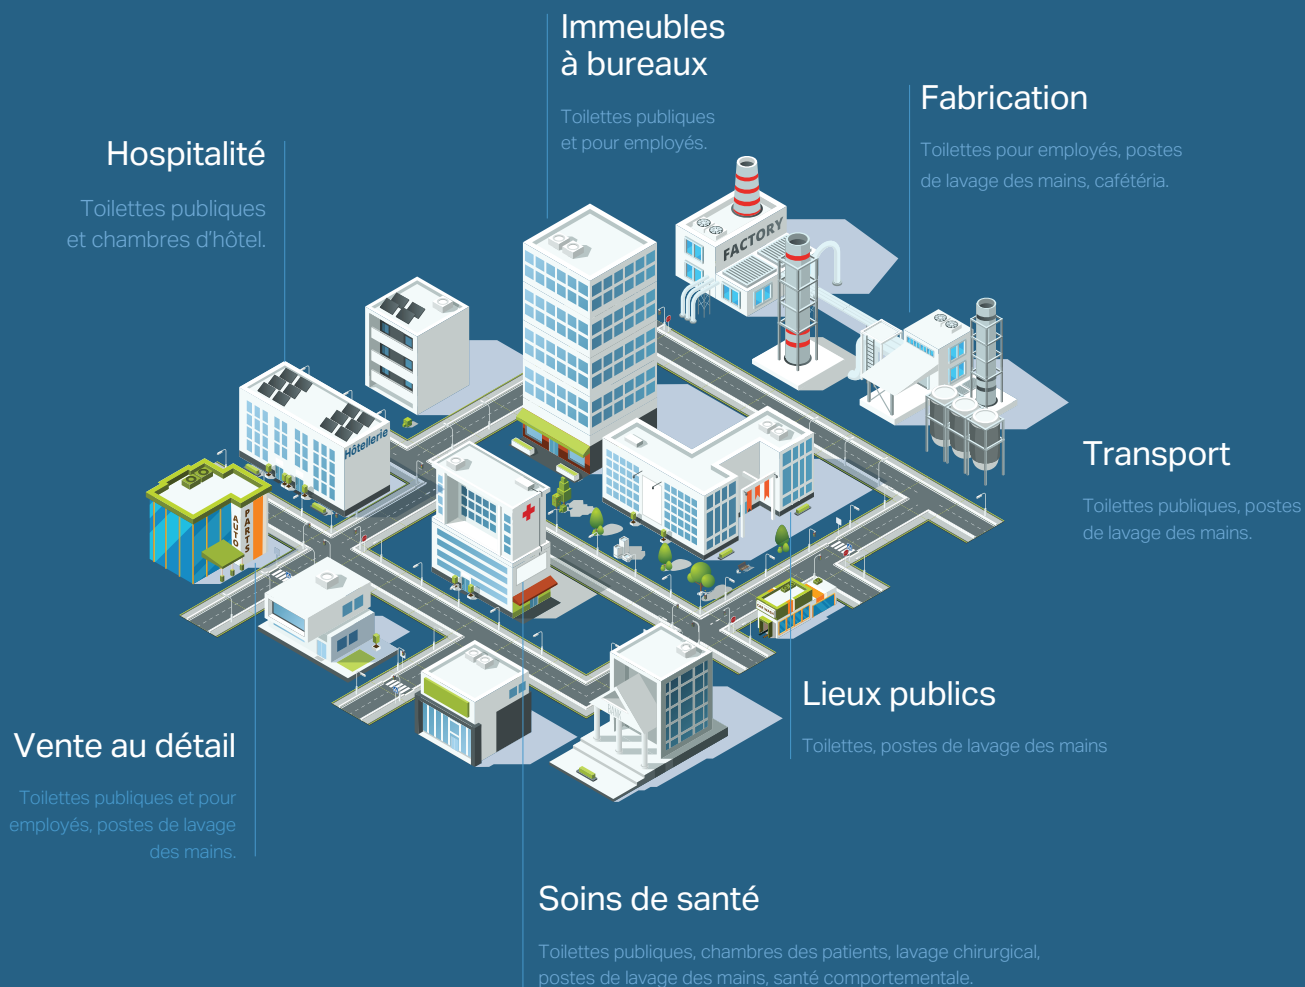 Immeubles
à bureaux
Toilettes publiques
et pour employés.
Fabrication
Toilettes pour employés, postes
de lavage des mains, cafétéria.
Hospitalité
Toilettes publiques
et chambres d'hôtel.
FACTORY
Transport
Toilettes publiques, postes
de lavage des mains.
Hôtellerie
AUTO
PARTS
CAR WASH
BANK
Lieux publics
Toilettes, postes de lavage des mains
Vente au détail
Toilettes publiques et pour
employés, postes de lavage
des mains.
Soins de santé
Toilettes publiques, chambres des patients, lavage chirurgical,
postes de lavage des mains, santé comportementale.